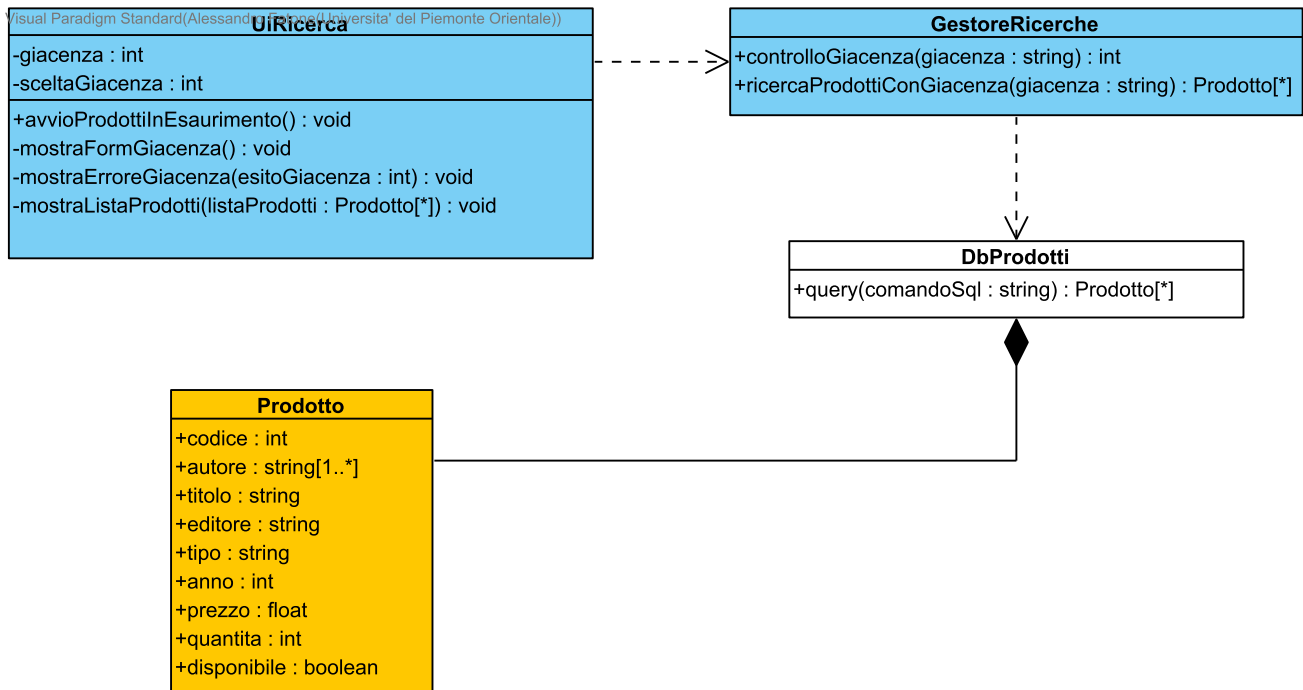 Visual Paradigm Standard(Alessandro Fatone(Universita' del Piemonte Orientale))
UiRicerca
-giacenza : int
-sceltaGiacenza : int
+avvioProdottiInEsaurimento() : void
-mostraFormGiacenza() : void
-mostraErroreGiacenza(esitoGiacenza : int) : void
-mostraListaProdotti(listaProdotti : Prodotto[*]) : void
GestoreRicerche
+controlloGiacenza(giacenza : string) : int
+ricercaProdottiConGiacenza(giacenza : string) : Prodotto[*]
DbProdotti
+query(comandoSql : string) : Prodotto[*]
Prodotto
+codice : int
+autore : string[1..*]
+titolo : string
+editore : string
+tipo : string
+anno : int
+prezzo : float
+quantita : int
+disponibile : boolean